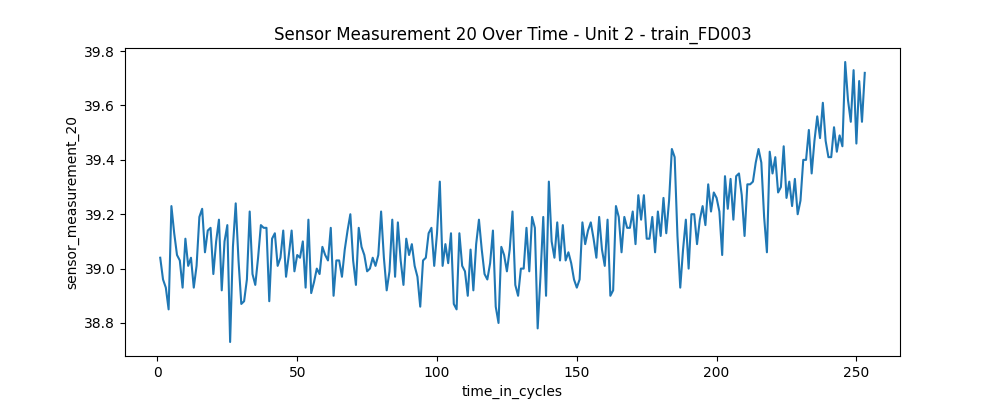 Sensor Measurement 20 Over Time - Unit 2 - train_FD003
39.8
39.6
39.4
39.2
39.0
38.8
sensor_measurement_20
0 50 100 150 200 250
time_in_cycles